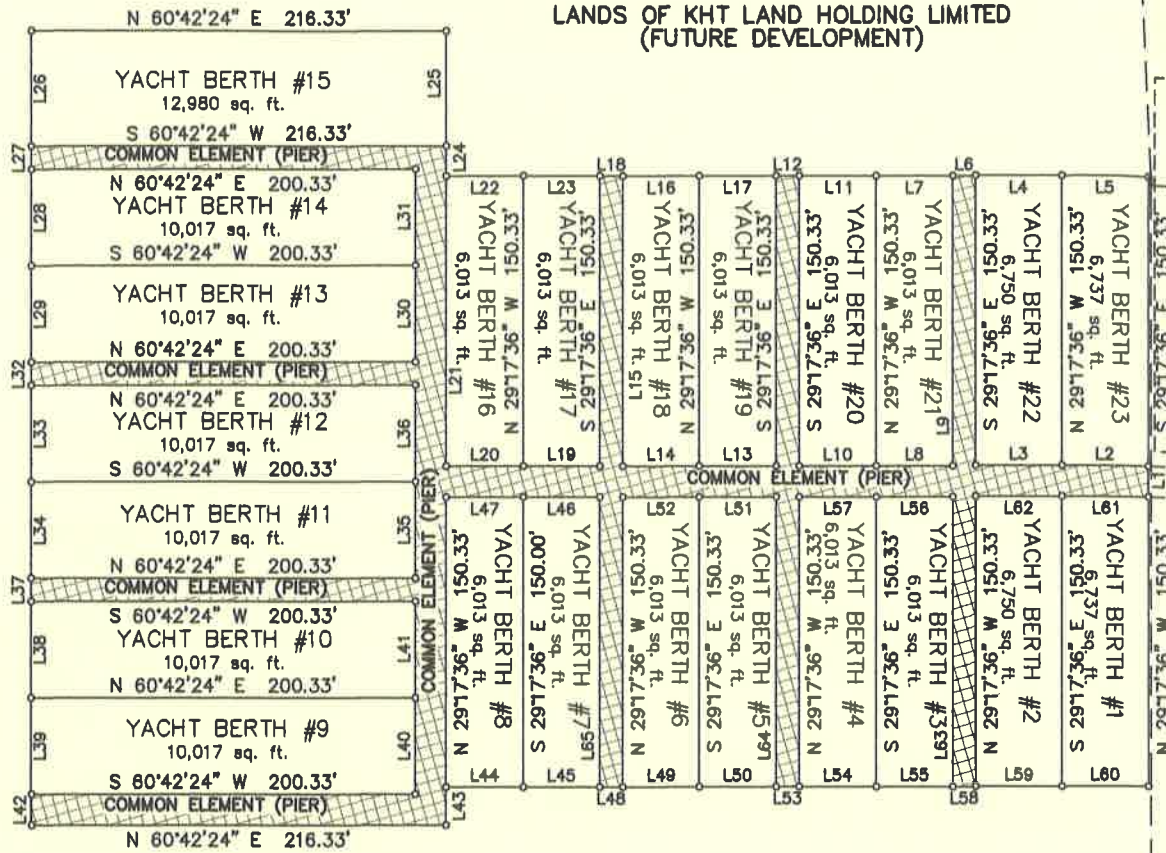 N 60°42'24" E 216.33'
LANDS OF KHT LAND HOLDING LIMITED
(FUTURE DEVELOPMENT)
L26
YACHT BERTH #15
12,980 sq. ft.
L25
S 60°42'24" W 216.33'
L27
COMMON ELEMENT (PIER)
L24
N 60°42'24" E 200.33'
L28
YACHT BERTH #14
10,017 sq. ft.
L31
S 60°42'24" W 200.33'
L29
YACHT BERTH #13
10,017 sq. ft.
L30
N 60°42'24" E 200.33'
L32
COMMON ELEMENT (PIER)
N 60°42'24" E 200.33'
L33
YACHT BERTH #12
10,017 sq. ft.
L36
S 60°42'24" W 200.33'
L34
YACHT BERTH #11
10,017 sq. ft.
L35
N 60°42'24" E 200.33'
L37
COMMON ELEMENT (PIER)
S 60°42'24" W 200.33'
L38
YACHT BERTH #10
10,017 sq. ft.
L41
N 60°42'24" E 200.33'
L39
YACHT BERTH #9
10,017 sq. ft.
L40
S 60°42'24" W 200.33'
L42
COMMON ELEMENT (PIER)
L43
N 60°42'24" E 216.33'
COMMON ELEMENT (PIER)
L18
L12
L6
L22
L23
L16
L17
L11
L7
L4
L5
L21
6,013 sq. ft.
YACHT BERTH #16
N 29°17'36" W 150.33'
6,013 sq. ft.
YACHT BERTH #17
S 29°17'36" E 150.33'
L15
6,013 sq. ft.
YACHT BERTH #18
N 29°17'36" W 150.33'
6,013 sq. ft.
YACHT BERTH #19
S 29°17'36" E 150.33'
S 29°17'36" E 150.33'
6,013 sq. ft.
YACHT BERTH #20
N 29°17'36" W 150.33'
6,013 sq. ft.
YACHT BERTH #21
L9
S 29°17'36" E 150.33'
6,750 sq. ft.
YACHT BERTH #22
N 29°17'36" W 150.33'
6,737 sq. ft.
YACHT BERTH #23
S 29°17'36" E 150.33'
L20
L19
L14
L13
L10
L8
L3
L2
COMMON ELEMENT (PIER)
L1
L47
L46
L52
L51
L57
L56
L62
L61
N 29°17'36" W 150.33'
6,013 sq. ft.
YACHT BERTH #8
S 29°17'36" E 150.00'
6,013 sq. ft.
YACHT BERTH #7
L65
N 29°17'36" W 150.33'
6,013 sq. ft.
YACHT BERTH #6
S 29°17'36" E 150.33'
6,013 sq. ft.
YACHT BERTH #5
L64
N 29°17'36" W 150.33'
6,013 sq. ft.
YACHT BERTH #4
S 29°17'36" E 150.33'
6,013 sq. ft.
YACHT BERTH #3
L63
N 29°17'36" W 150.33'
6,750 sq. ft.
YACHT BERTH #2
S 29°17'36" E 150.33'
6,737 sq. ft.
YACHT BERTH #1
N 29°17'36" W 150.33'
L44
L45
L49
L50
L54
L55
L59
L60
L48
L53
L58